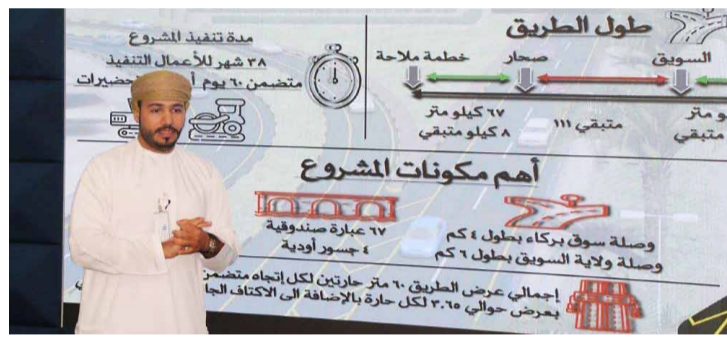 طول الطريق
السويق
صحار
خطمة ملاحة
متر
متبقي
متبقي ١١١
٦٧ كيلو متر
٨ كيلو متبقي
مدة تنفيذ المشروع
٣٨ شهر للأعمال التنفيذ
متضمن ٦٠ يوم
أهم مكونات المشروع
وصلة سوق بركاء بطول ٤ كم
وصلة ولاية السويق بطول ٦ كم
٦٧ عبارة صندوقية
٤ جسور أودية
إجمالي عرض الطريق ٦٠ متر حارتين لكل إتجاه متضمن
بعرض حوالي ٣.٦٥ لكل حارة بالإضافة الى الاكتاف